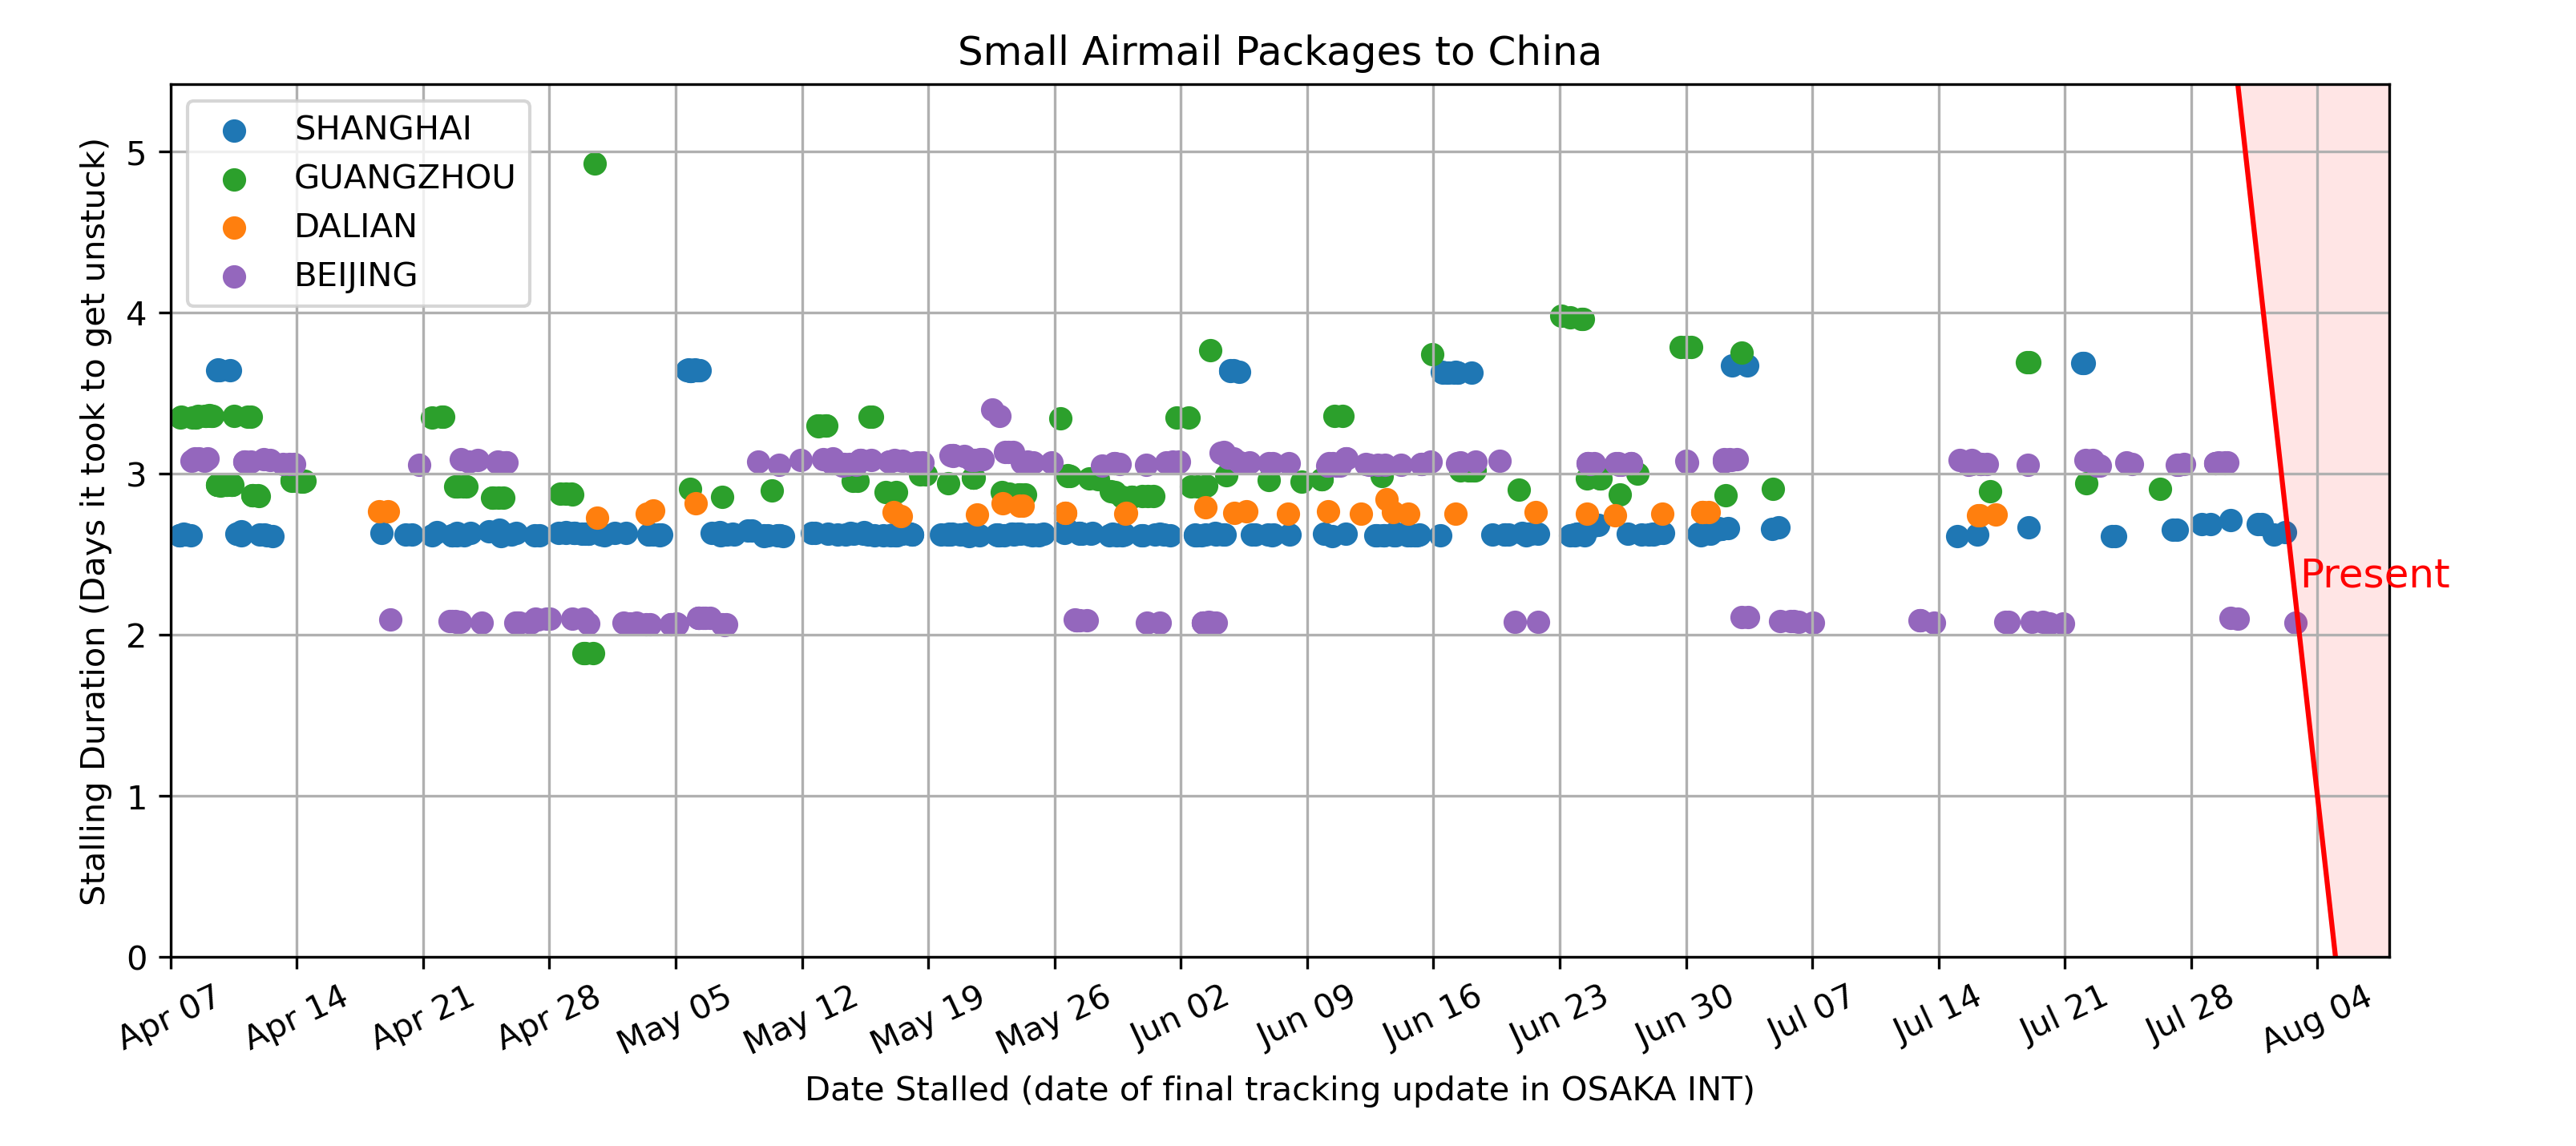 Small Airmail Packages to China
SHANGHAI
GUANGZHOU
DALIAN
BEIJING
Stalling Duration (Days it took to get unstuck)
5
4
3
2
1
0
Present
Apr 07
Apr 14
Apr 21
Apr 28
May 05
May 12
May 19
May 26
Jun 02
Jun 09
Jun 16
Jun 23
Jun 30
Jul 07
Jul 14
Jul 21
Jul 28
Aug 04
Date Stalled (date of final tracking update in OSAKA INT)